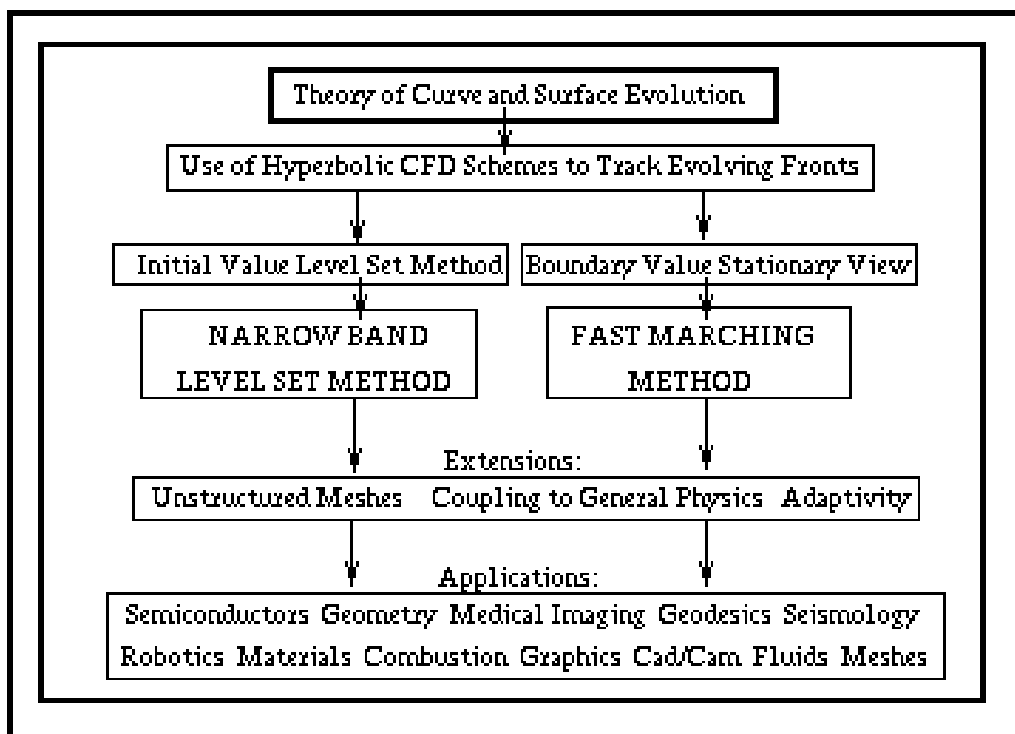 Theory of Curve and Surface Evolution
Use of Hyperbolic CFD Schemes to Track Evolving Fronts
Initial Value Level Set Method
Boundary Value Stationary View
NARROW BAND
LEVEL SET METHOD
FAST MARCHING
METHOD
Extensions:
Unstructured Meshes Coupling to General Physics Adaptivity
Applications:
Semiconductors Geometry Medical Imaging Geodesics Seismology
Robotics Materials Combustion Graphics Cad/Cam Fluids Meshes